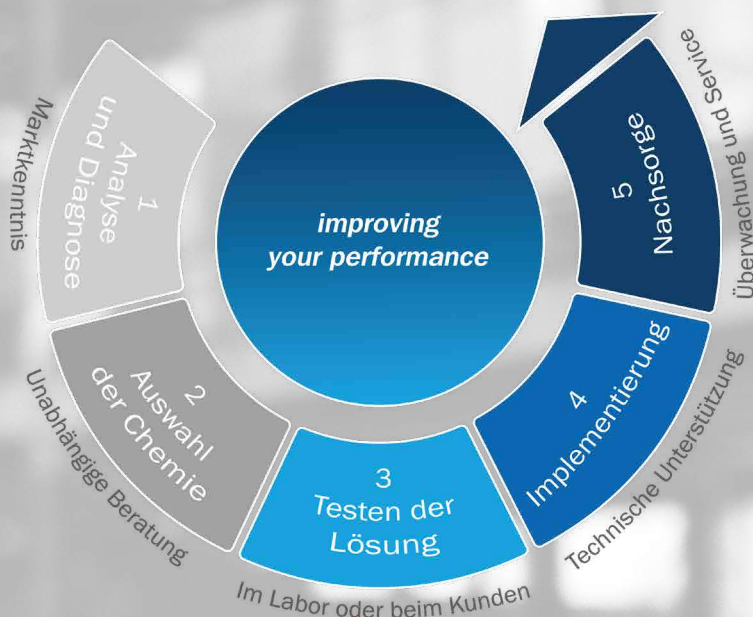 improving
your performance
1
Analyse
und Diagnose
Marktkenntnis
2
Auswahl
der Chemie
Unabhängige Beratung
3
Testen der
Lösung
Im Labor oder beim Kunden
4
Implementierung
Technische Unterstützung
5
Nachsorge
Überwachung und Service